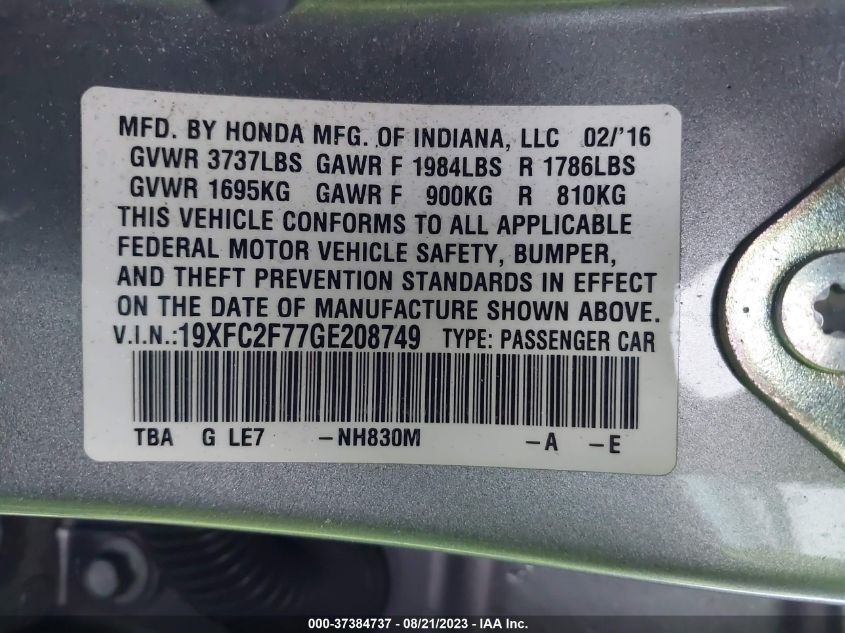 MFD. BY HONDA MFG. OF INDIANA, LLC 02/'16
GVWR 3737LBS GAWR F 1984LBS R 1786LBS
GVWR 1695KG GAWR F 900KG R 810KG
THIS VEHICLE CONFORMS TO ALL APPLICABLE
FEDERAL MOTOR VEHICLE SAFETY, BUMPER,
AND THEFT PREVENTION STANDARDS IN EFFECT
ON THE DATE OF MANUFACTURE SHOWN ABOVE.
V.I.N.:19XFC2F77GE208749 TYPE: PASSENGER CAR
TBA G LE7 -NH830M -A -E
000-37384737 - 08/21/2023 - IAA Inc.